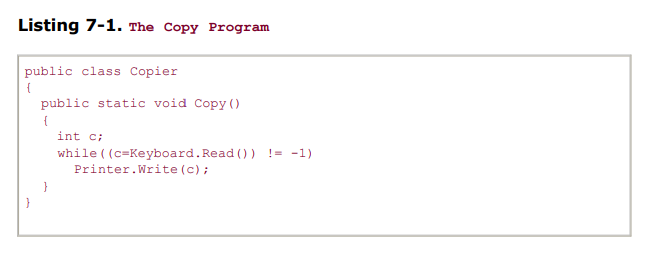 Listing 7-1. The Copy Program
public class Copier
{
  public static void Copy()
  {
    int c;
    while((c=Keyboard.Read()) != -1)
      Printer.Write(c);
  }
}